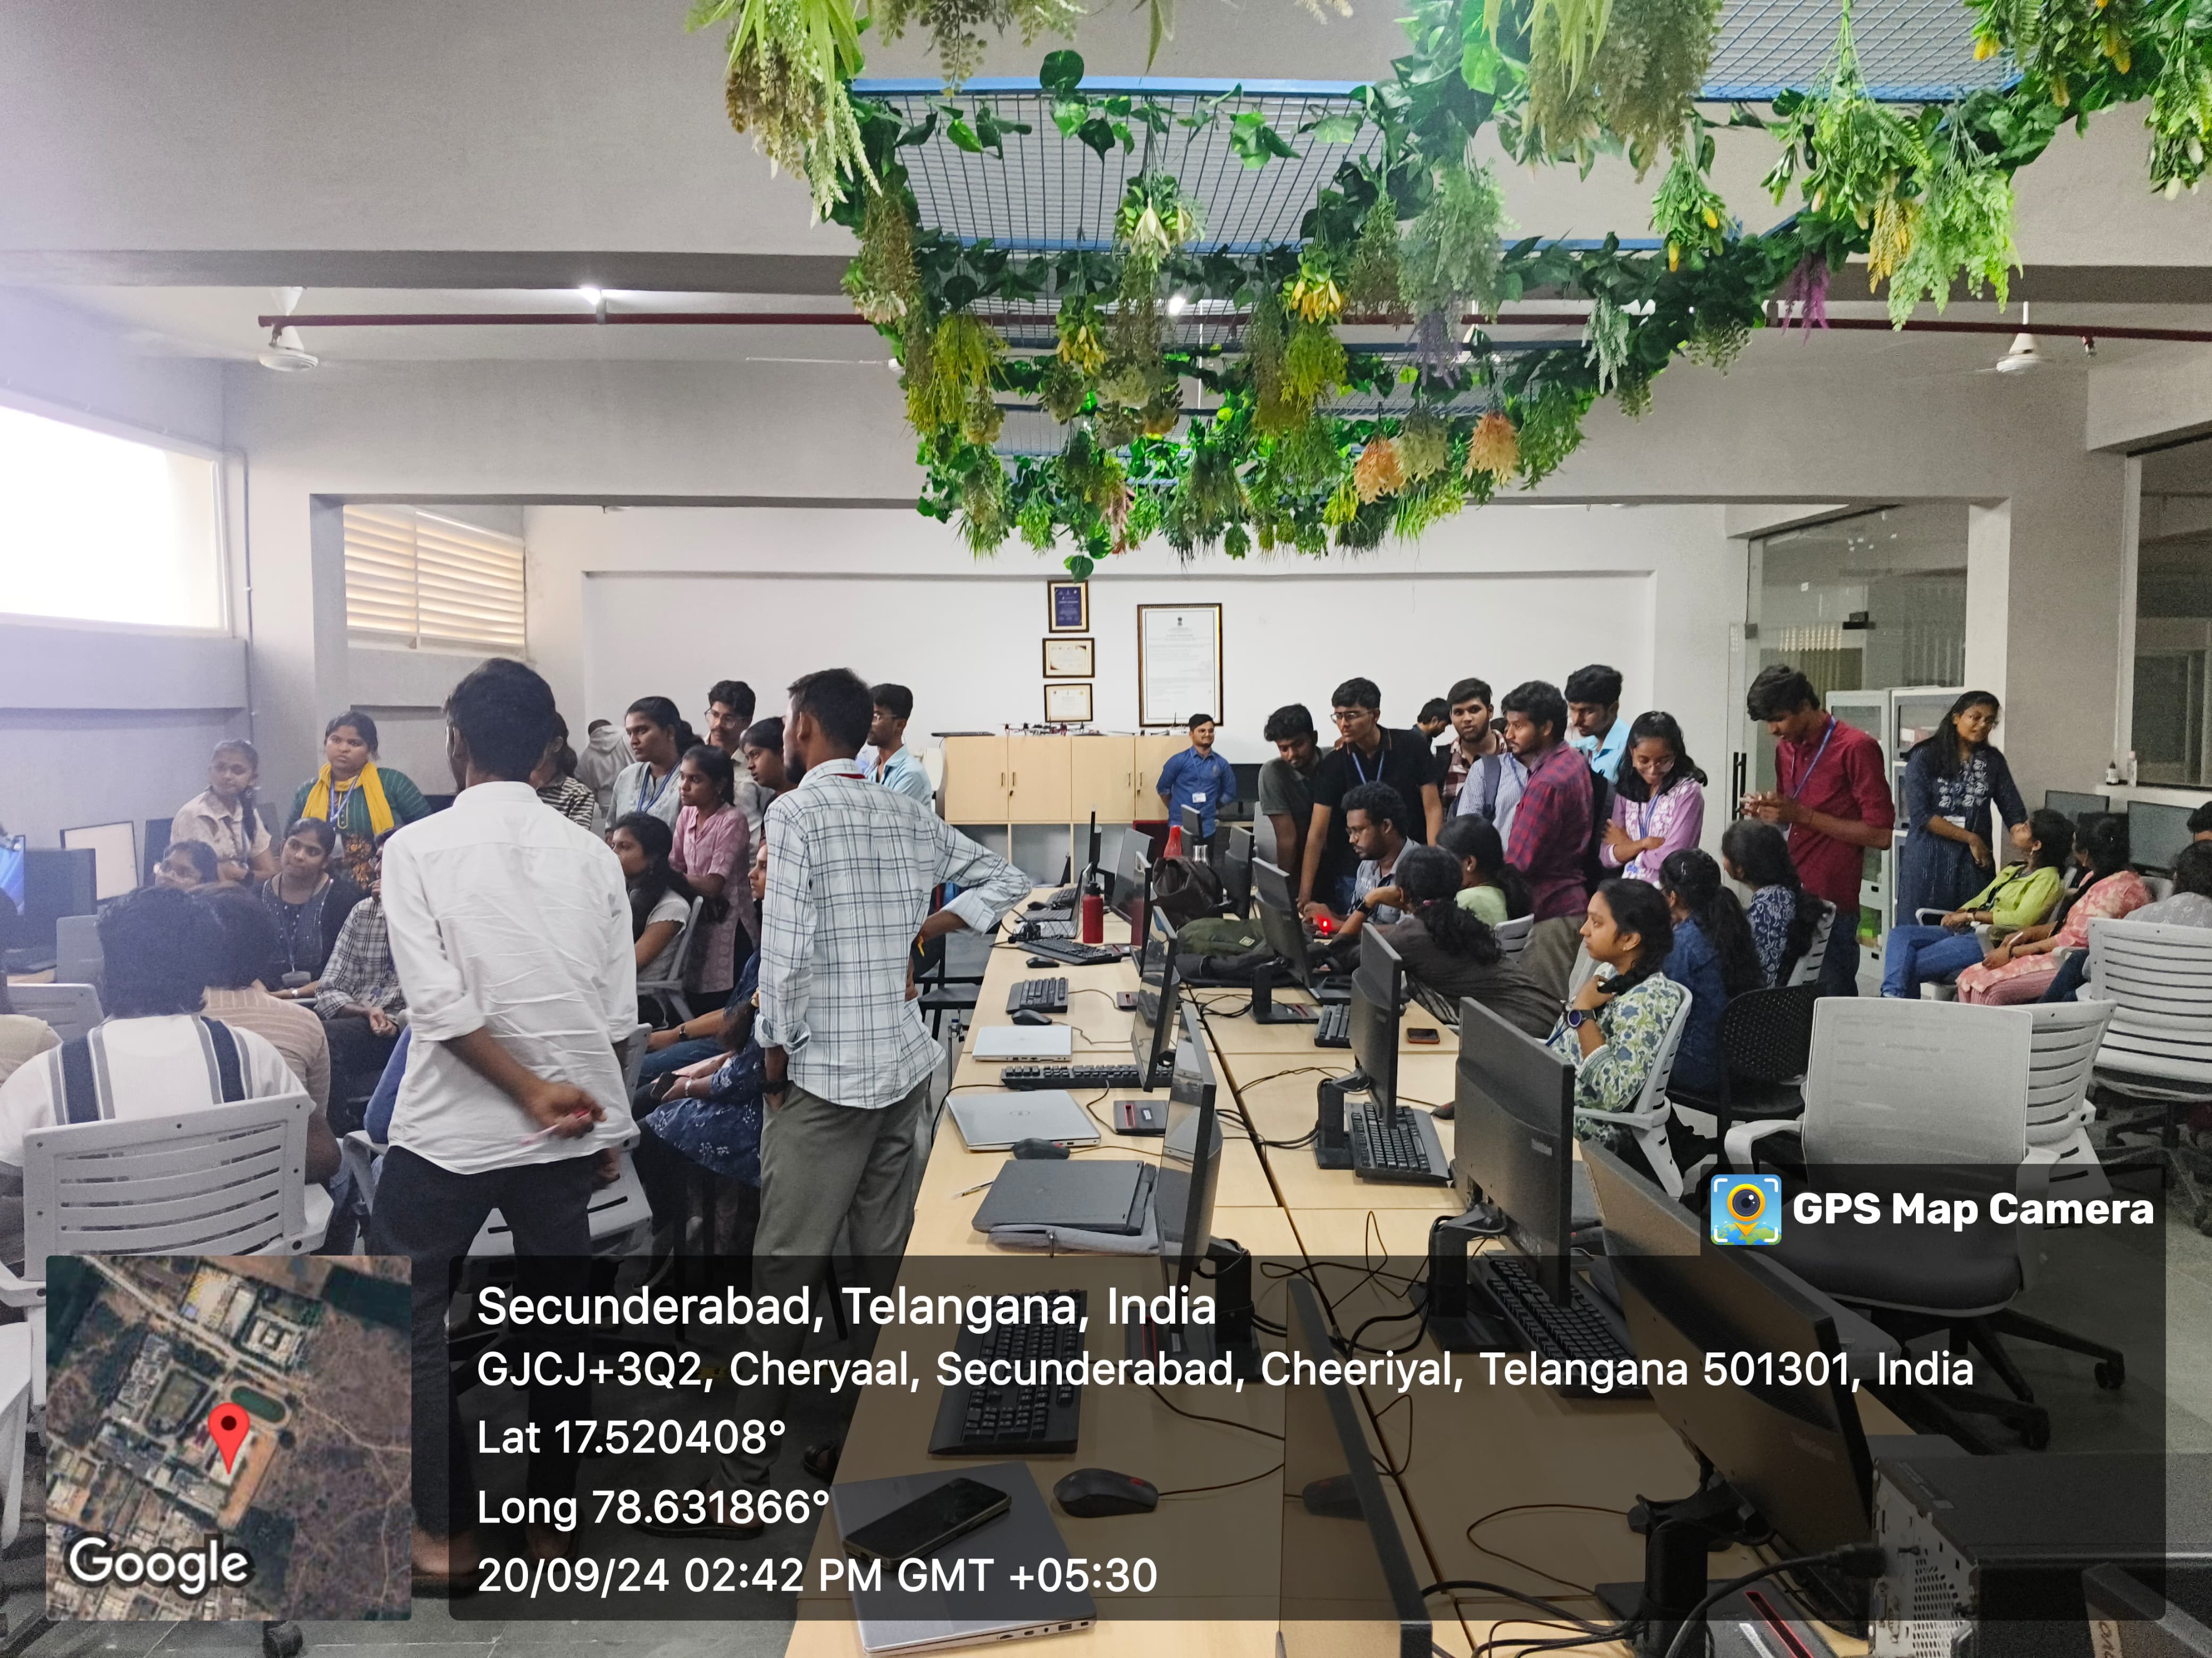 GPS Map Camera
Secunderabad, Telangana, India
GJCJ+3Q2, Cheryaal, Secunderabad, Cheeriyal, Telangana 501301, India
Lat 17.520408°
Long 78.631866°
20/09/24 02:42 PM GMT +05:30
Google